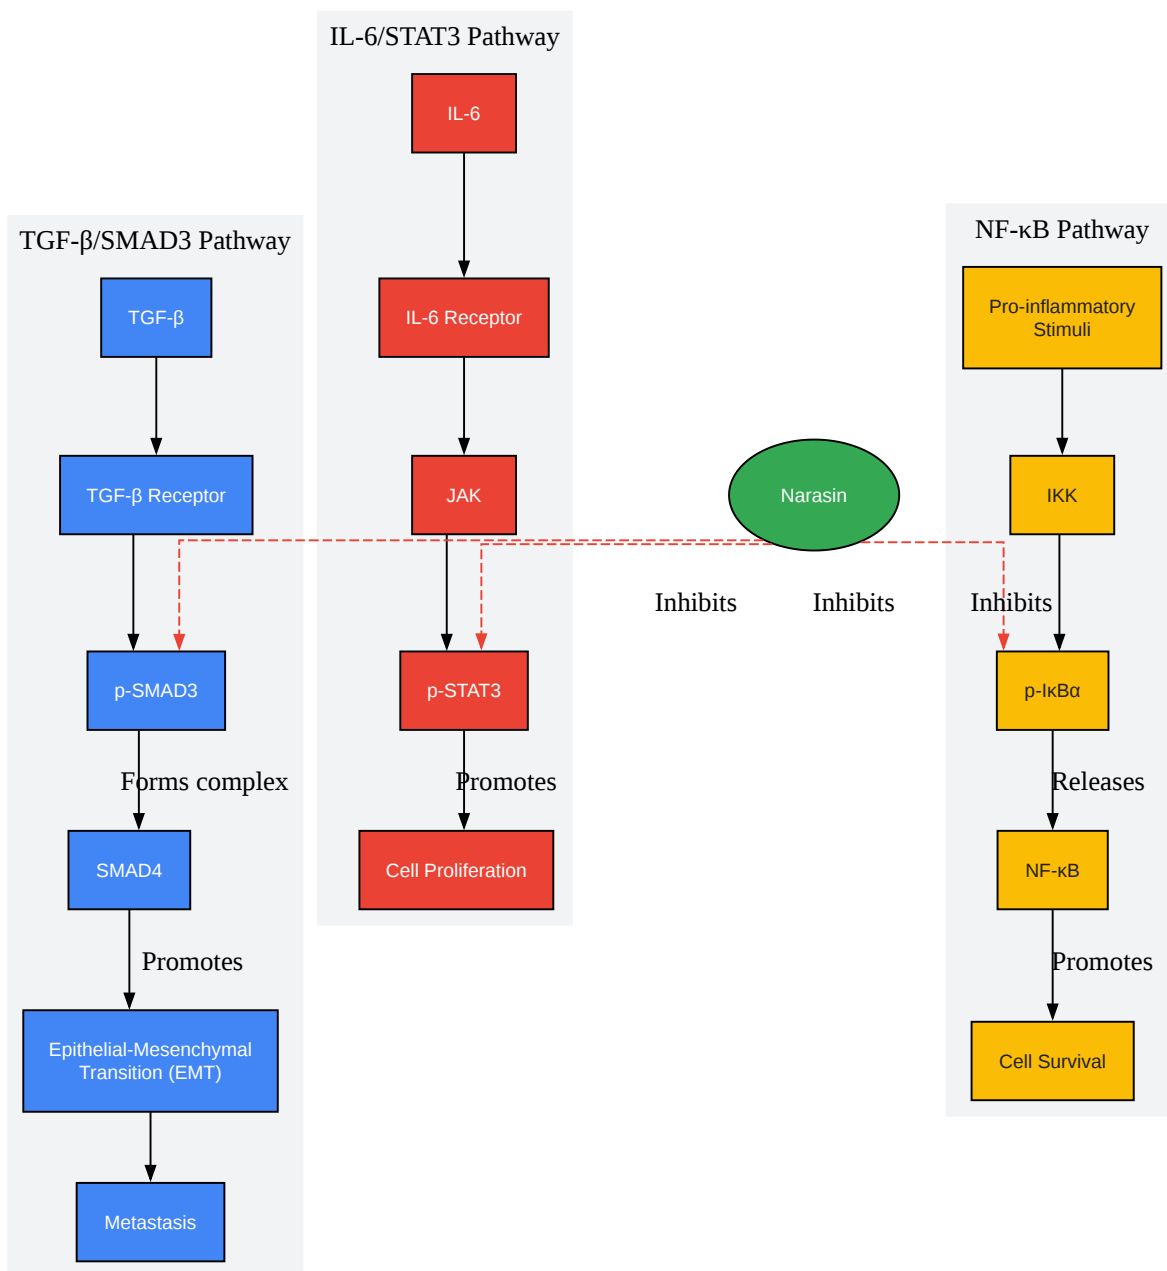 TGF-β/SMAD3 Pathway
TGF-β
TGF-β Receptor
p-SMAD3
Forms complex
SMAD4
Promotes
Epithelial-Mesenchymal
Transition (EMT)
Metastasis
IL-6/STAT3 Pathway
IL-6
IL-6 Receptor
JAK
p-STAT3
Promotes
Cell Proliferation
Narasin
Inhibits
Inhibits
Inhibits
NF-κB Pathway
Pro-inflammatory
Stimuli
IKK
p-IκBα
Releases
NF-κB
Promotes
Cell Survival